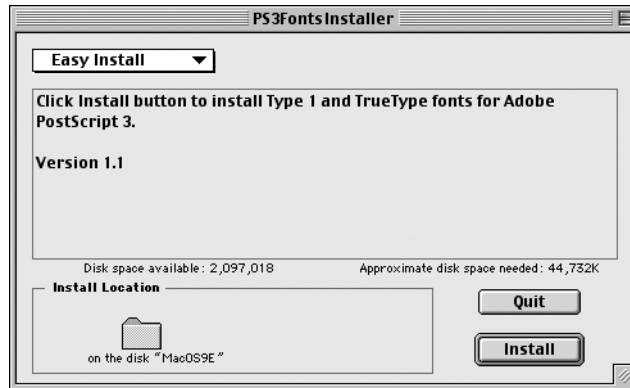 PS3FontsInstaller
Easy Install
Click Install button to install Type 1 and TrueType fonts for Adobe
PostScript 3.
Version 1.1
Disk space available: 2,097,018
Approximate disk space needed: 44,732K
Install Location
on the disk “MacOS9E”
Quit
Install